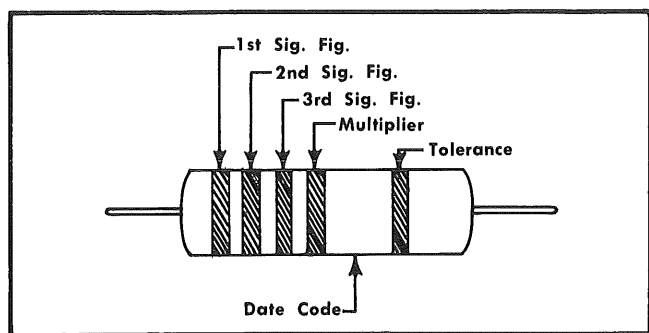 1st Sig. Fig.
2nd Sig. Fig.
3rd Sig. Fig.
Multiplier
Tolerance
Date Code